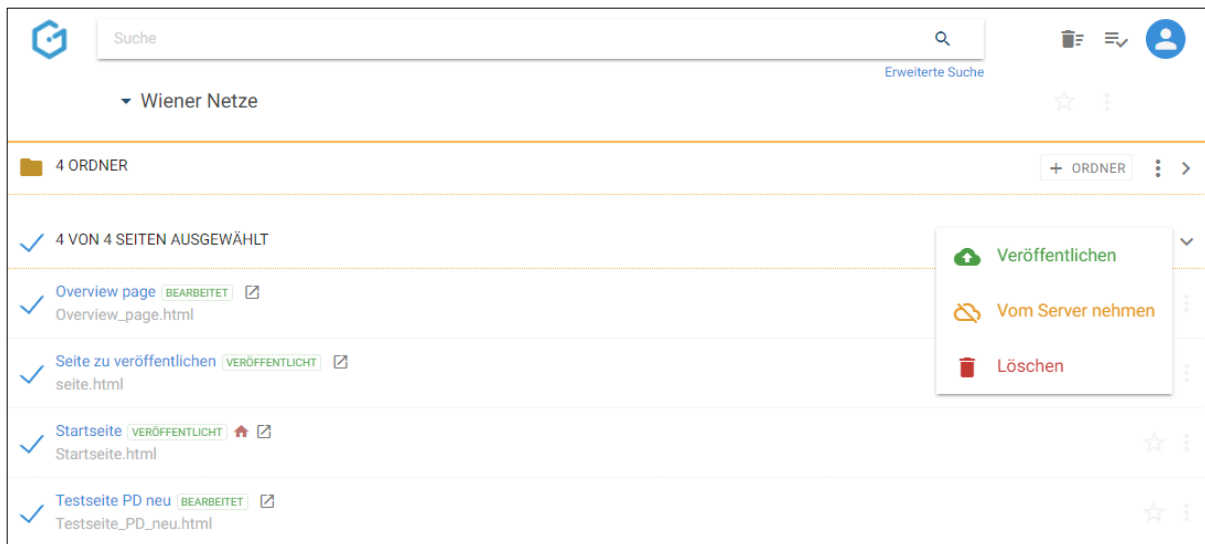 Suche
Erweiterte Suche
Wiener Netze
4 ORDNER
+ ORDNER
4 VON 4 SEITEN AUSGEWÄHLT
Veröffentlichen
Vom Server nehmen
Löschen
Overview page BEARBEITET
Overview_page.html
Seite zu veröffentlichen VERÖFFENTLICHT
seite.html
Startseite VERÖFFENTLICHT
Startseite.html
Testseite PD neu BEARBEITET
Testseite_PD_neu.html